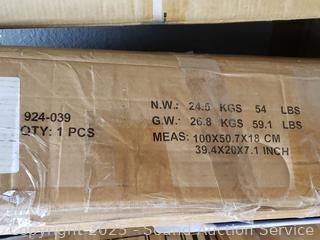 924-039
QTY: 1 PCS
N.W.: 24.5 KGS 54 LBS
G.W.: 26.8 KGS 59.1 LBS
MEAS: 100X50.7X18 CM
39.4X20X7.1 INCH